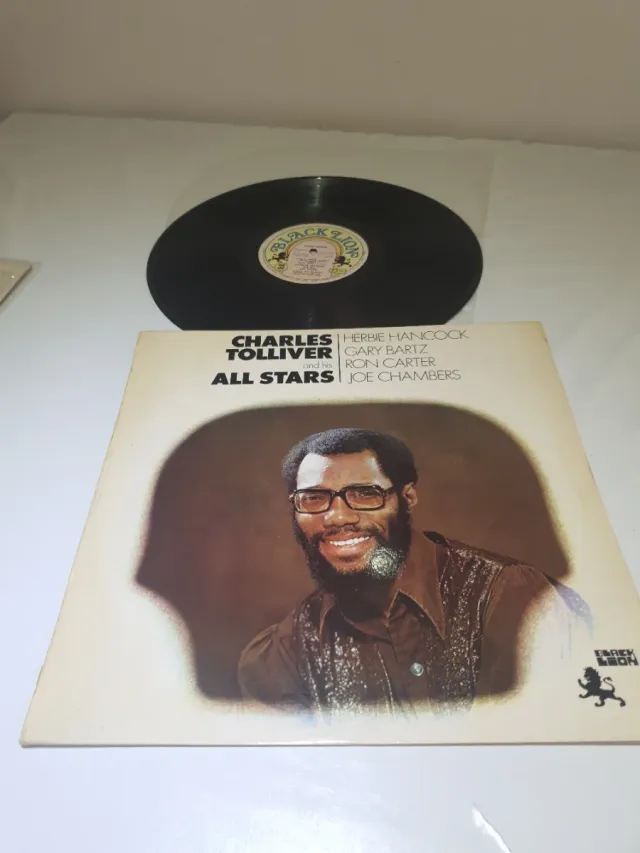 BLACK LION
CHARLES
TOLLIVER
and his
ALL STARS
HERBIE HANCOCK
GARY BARTZ
RON CARTER
JOE CHAMBERS
BLACK
LION